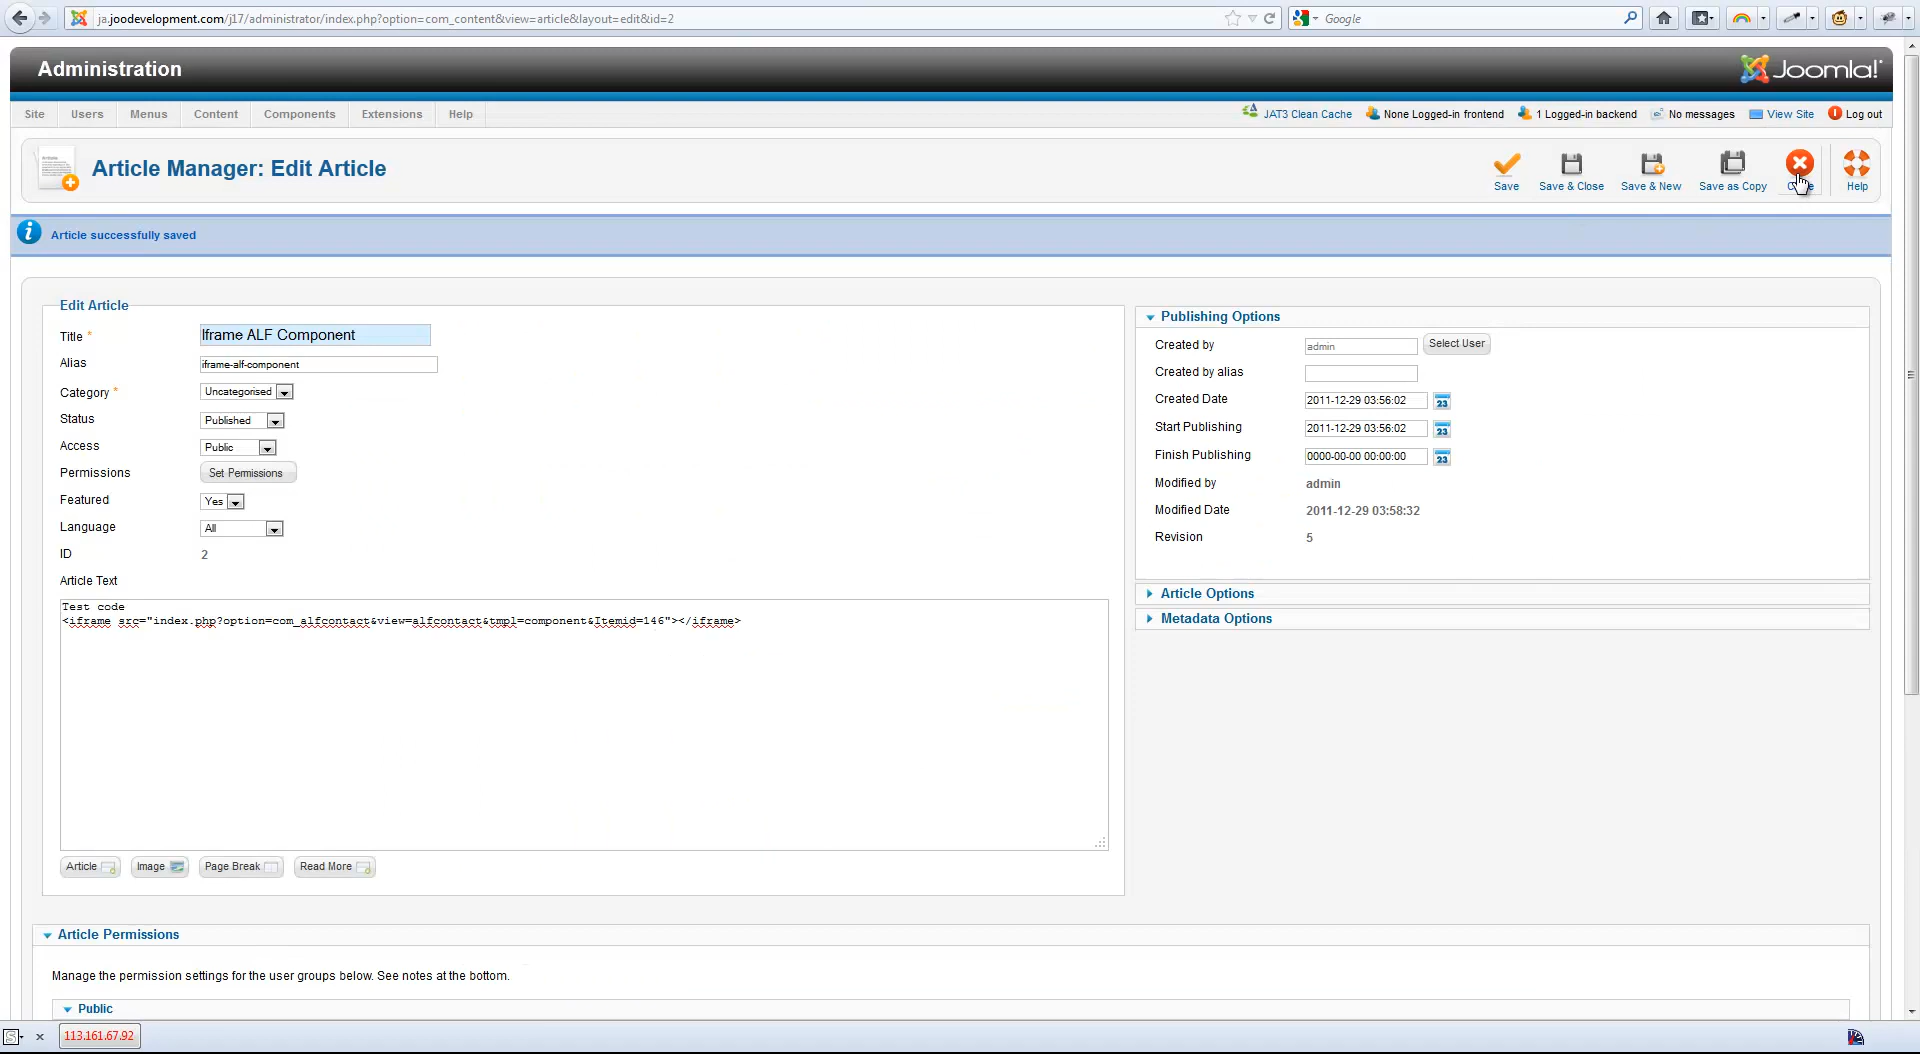 ja.joodevelopment.com/j17/administrator/index.php?option=com_content&view=article&layout=edit&id=2
Google
Administration
Joomla!
Site Users Menus Content Components Extensions Help
JAT3 Clean Cache None Logged-in frontend 1 Logged-in backend No messages View Site Log out
Article Manager: Edit Article
Save Save & Close Save & New Save as Copy Help
Article successfully saved
Edit Article
Title * Iframe ALF Component
Alias iframe-alf-component
Category * Uncategorised
Status Published
Access Public
Permissions Set Permissions
Featured Yes
Language All
ID 2
Article Text
Test code
<iframe src="index.php?option=com_alfcontact&view=alfcontact&tmpl=component&Itemid=146"></iframe>
Article Image Page Break Read More
Publishing Options
Created by admin Select User
Created by alias
Created Date 2011-12-29 03:56:02 23
Start Publishing 2011-12-29 03:56:02 23
Finish Publishing 0000-00-00 00:00:00 23
Modified by admin
Modified Date 2011-12-29 03:58:32
Revision 5
Article Options
Metadata Options
Article Permissions
Manage the permission settings for the user groups below. See notes at the bottom.
Public
S 113.161.67.92